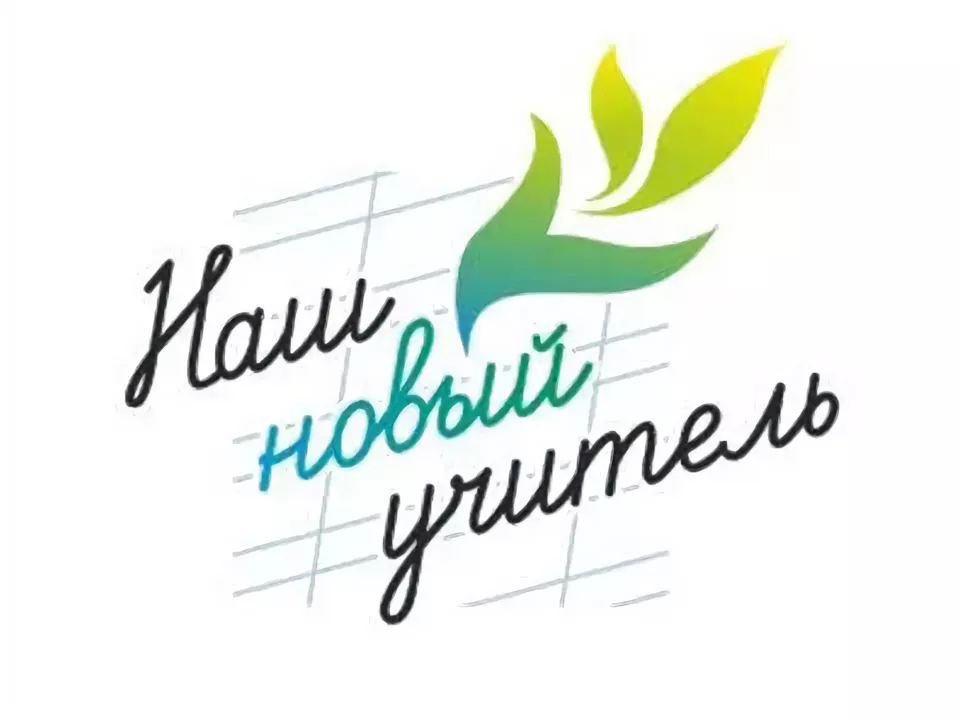 Наш
новый
учитель